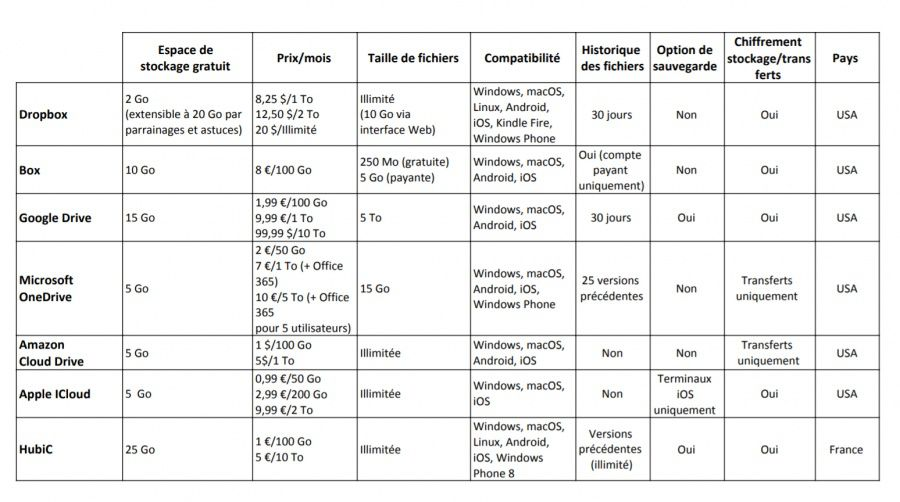 Espace de
stockage gratuit
Prix/mois
Taille de fichiers
Compatibilité
Historique
des fichiers
Option de
sauvegarde
Chiffrement
stockage/trans
ferts
Pays
Dropbox
2 Go
(extensible à 20 Go par
parrainages et astuces)
8,25 $/1 To
12,50 $/2 To
20 $/Illimité
Illimité
(10 Go via
interface Web)
Windows, macOS,
Linux, Android,
iOS, Kindle Fire,
Windows Phone
30 jours
Non
Oui
USA
Box
10 Go
8 €/100 Go
250 Mo (gratuite)
5 Go (payante)
Windows, macOS,
Android, iOS
Oui (compte
payant
uniquement)
Non
Oui
USA
Google Drive
15 Go
1,99 €/100 Go
9,99 €/1 To
99,99 $/10 To
5 To
Windows, macOS,
Android, iOS
30 jours
Oui
Oui
USA
Microsoft
OneDrive
5 Go
2 €/50 Go
7 €/1 To (+ Office
365)
10 €/5 To (+ Office
365
pour 5 utilisateurs)
15 Go
Windows, macOS,
Android, iOS,
Windows Phone
25 versions
précédentes
Non
Transferts
uniquement
USA
Amazon
Cloud Drive
5 Go
1 $/100 Go
5$/1 To
Illimitée
Windows, macOS,
Android, iOS
Non
Non
Transferts
uniquement
USA
Apple ICloud
5 Go
0,99 €/50 Go
2,99 €/200 Go
9,99 €/2 To
Illimitée
Windows, macOS,
iOS
Non
Terminaux
iOS
uniquement
Oui
USA
HubiC
25 Go
1 €/100 Go
5 €/10 To
Illimitée
Windows, macOS,
Linux, Android,
iOS, Windows
Phone 8
Versions
précédentes
(illimité)
Oui
Oui
France